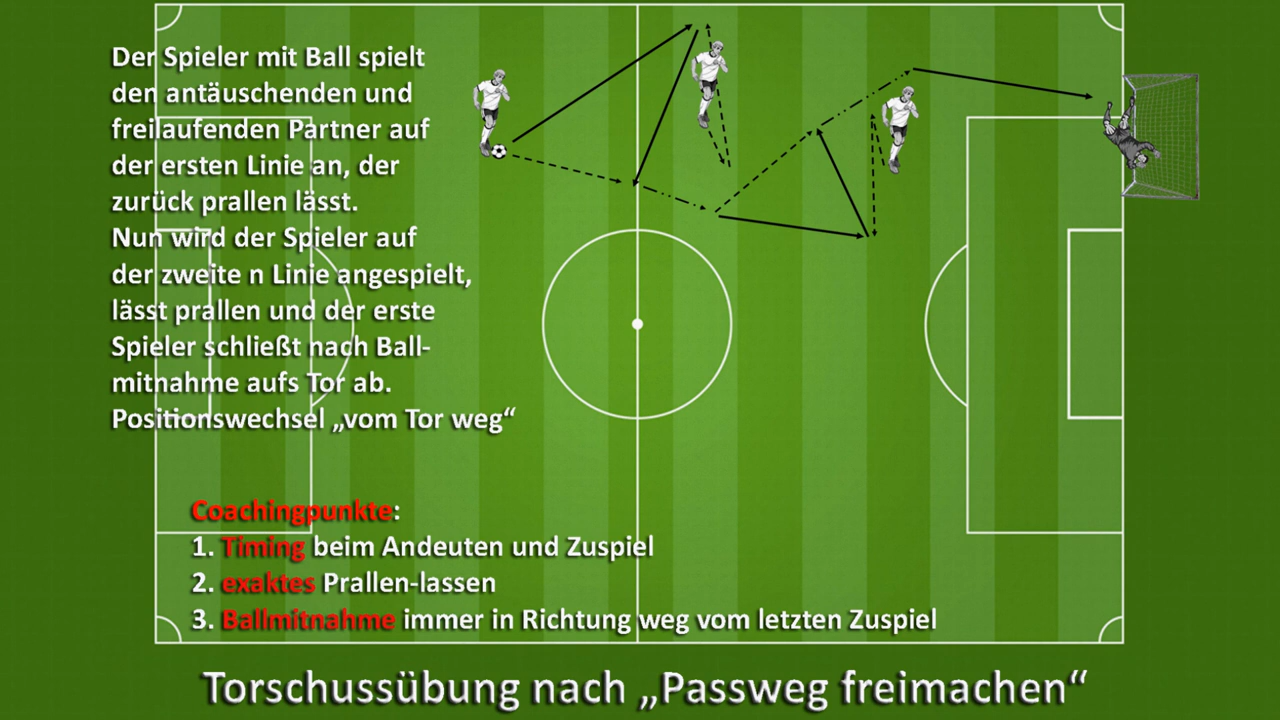 Der Spieler mit Ball spielt
den antäuschenden und
freilaufenden Partner auf
der ersten Linie an, der
zurück prallen lässt.
Nun wird der Spieler auf
der zweite n Linie angespielt,
lässt prallen und der erste
Spieler schließt nach Ball-
mitnahme aufs Tor ab.
Positionswechsel „vom Tor weg“
Coachingpunkte:
1. Timing beim Andeuten und Zuspiel
2. exaktes Prallen-lassen
3. Ballmitnahme immer in Richtung weg vom letzten Zuspiel
Torschussübung nach „Passweg freimachen“